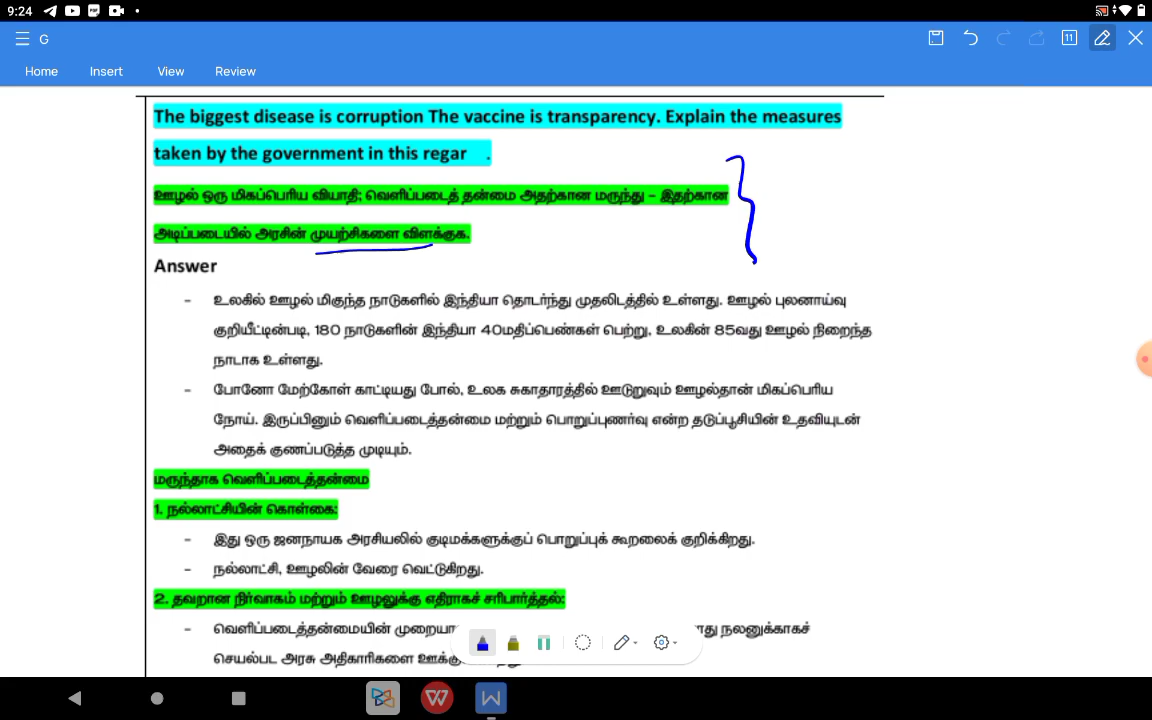 9:24
G
11
Home Insert View Review
The biggest disease is corruption The vaccine is transparency. Explain the measures
taken by the government in this regar .
ஊழல் ஒரு மிகப்பெரிய வியாதி; வெளிப்படைத் தன்மை அதற்கான மருந்து – இதற்கான
அடிப்படையில் அரசின் முயற்சிகளை விளக்குக.
Answer
- உலகில் ஊழல் மிகுந்த நாடுகளில் இந்தியா தொடர்ந்து முதலிடத்தில் உள்ளது. ஊழல் புலனாய்வு
குறியீட்டின்படி, 180 நாடுகளின் இந்தியா 40மதிப்பெண்கள் பெற்று, உலகின் 85வது ஊழல் நிறைந்த
நாடாக உள்ளது.
- போனோ மேற்கோள் காட்டியது போல், உலக சுகாதாரத்தில் ஊடுறுவும் ஊழல்தான் மிகப்பெரிய
நோய். இருப்பினும் வெளிப்படைத்தன்மை மற்றும் பொறுப்புணர்வு என்ற தடுப்பூசியின் உதவியுடன்
அதைக் குணப்படுத்த முடியும்.
மருந்தாக வெளிப்படைத்தன்மை
1. நல்லாட்சியின் கொள்கை:
- இது ஒரு ஜனநாயக அரசியலில் குடிமக்களுக்குப் பொறுப்புக் கூறலைக் குறிக்கிறது.
- நல்லாட்சி, ஊழலின் வேரை வெட்டுகிறது.
2. தவறான நிர்வாகம் மற்றும் ஊழலுக்கு எதிராகச் சரிபார்த்தல்:
- வெளிப்படைத்தன்மையின் நலனுக்காகச்
செயல்பட அரசு அதிகாரிகளை